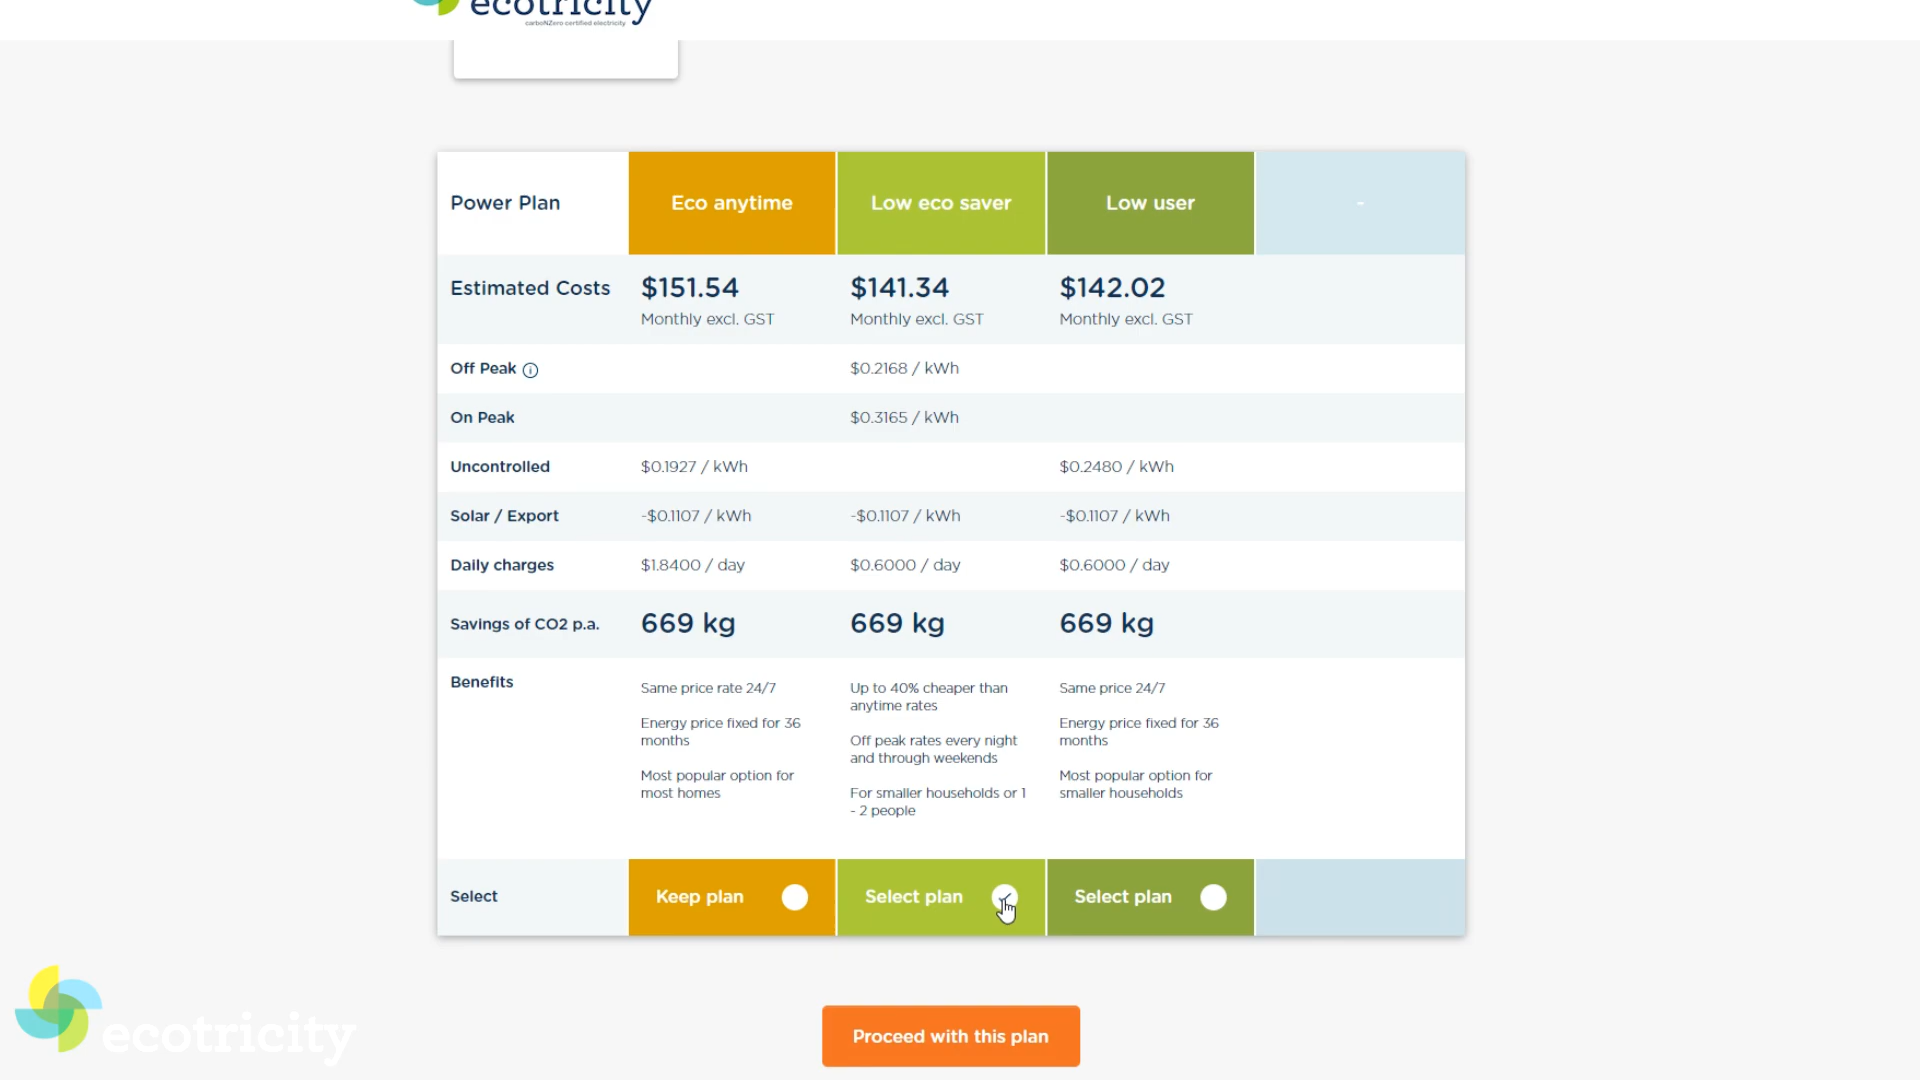 ecotricity
carboNZero certified electricity
Power Plan
Eco anytime
Low eco saver
Low user
-
Estimated Costs
$151.54
$141.34
$142.02
Monthly excl. GST
Monthly excl. GST
Monthly excl. GST
Off Peak
$0.2168 / kWh
On Peak
$0.3165 / kWh
Uncontrolled
$0.1927 / kWh
$0.2480 / kWh
Solar / Export
-$0.1107 / kWh
-$0.1107 / kWh
-$0.1107 / kWh
Daily charges
$1.8400 / day
$0.6000 / day
$0.6000 / day
Savings of CO2 p.a.
669 kg
669 kg
669 kg
Benefits
Same price rate 24/7
Energy price fixed for 36
months
Most popular option for
most homes
Up to 40% cheaper than
anytime rates
Off peak rates every night
and through weekends
For smaller households or 1
- 2 people
Same price 24/7
Energy price fixed for 36
months
Most popular option for
smaller households
Select
Keep plan
Select plan
Select plan
Proceed with this plan
ecotricity